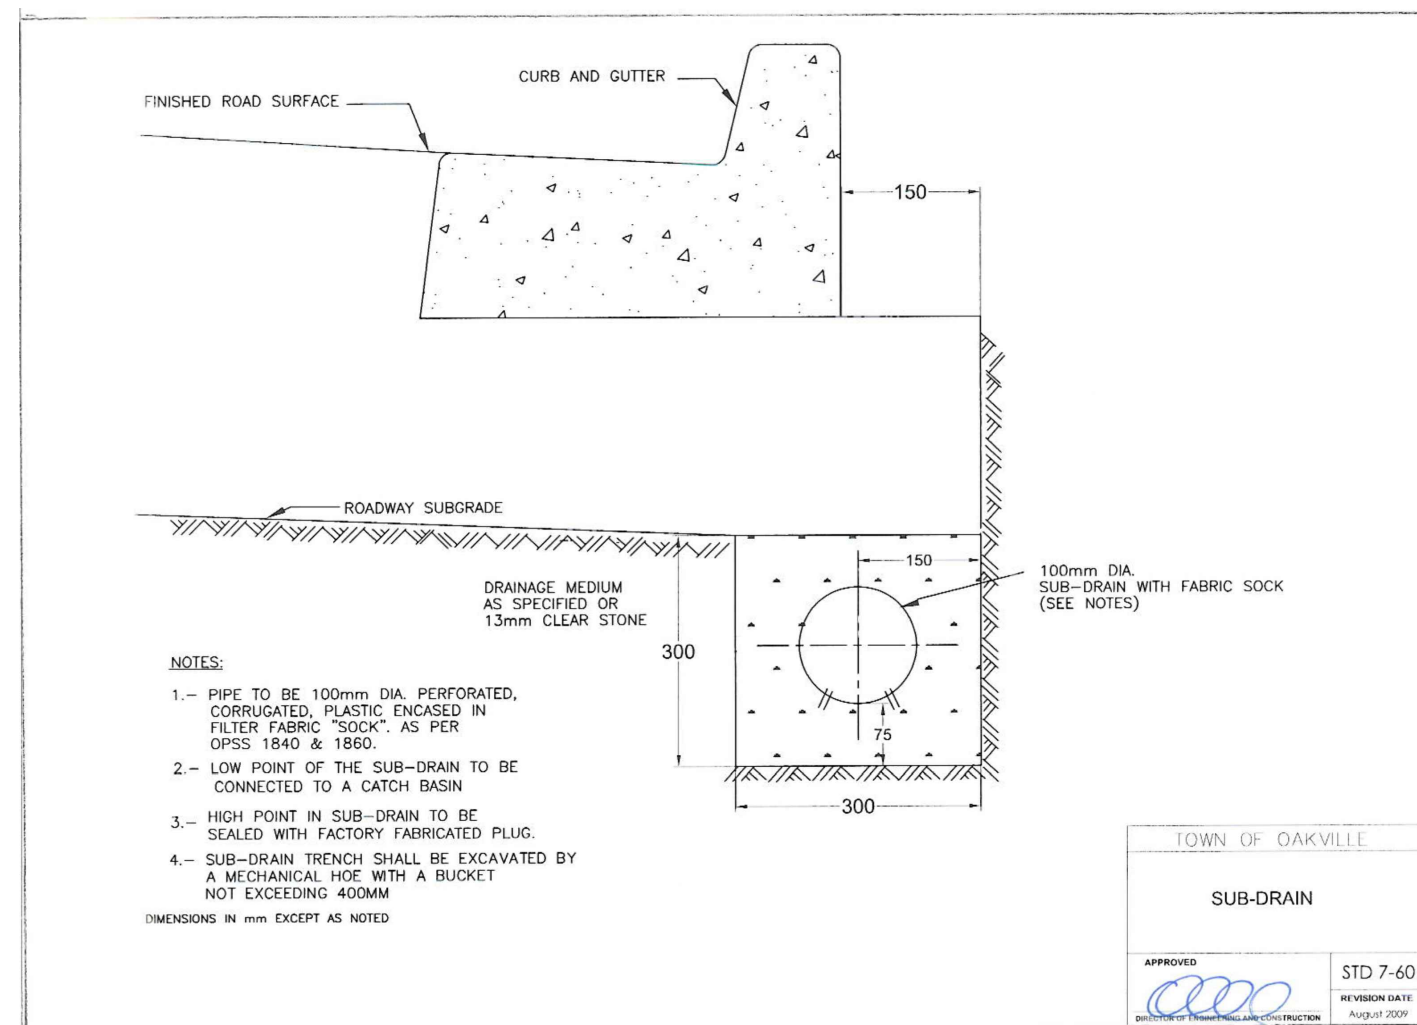 CURB AND GUTTER
FINISHED ROAD SURFACE
150
ROADWAY SUBGRADE
150
100mm DIA.
SUB-DRAIN WITH FABRIC SOCK
(SEE NOTES)
DRAINAGE MEDIUM
AS SPECIFIED OR
13mm CLEAR STONE
300
75
300
NOTES:
1.- PIPE TO BE 100mm DIA. PERFORATED,
CORRUGATED, PLASTIC ENCASED IN
FILTER FABRIC "SOCK". AS PER
OPSS 1840 & 1860.
2.- LOW POINT OF THE SUB-DRAIN TO BE
CONNECTED TO A CATCH BASIN
3.- HIGH POINT IN SUB-DRAIN TO BE
SEALED WITH FACTORY FABRICATED PLUG.
4.- SUB-DRAIN TRENCH SHALL BE EXCAVATED BY
A MECHANICAL HOE WITH A BUCKET
NOT EXCEEDING 400MM
DIMENSIONS IN mm EXCEPT AS NOTED
TOWN OF OAKVILLE
SUB-DRAIN
APPROVED
DIRECTOR OF ENGINEERING AND CONSTRUCTION
STD 7-60
REVISION DATE
August 2009